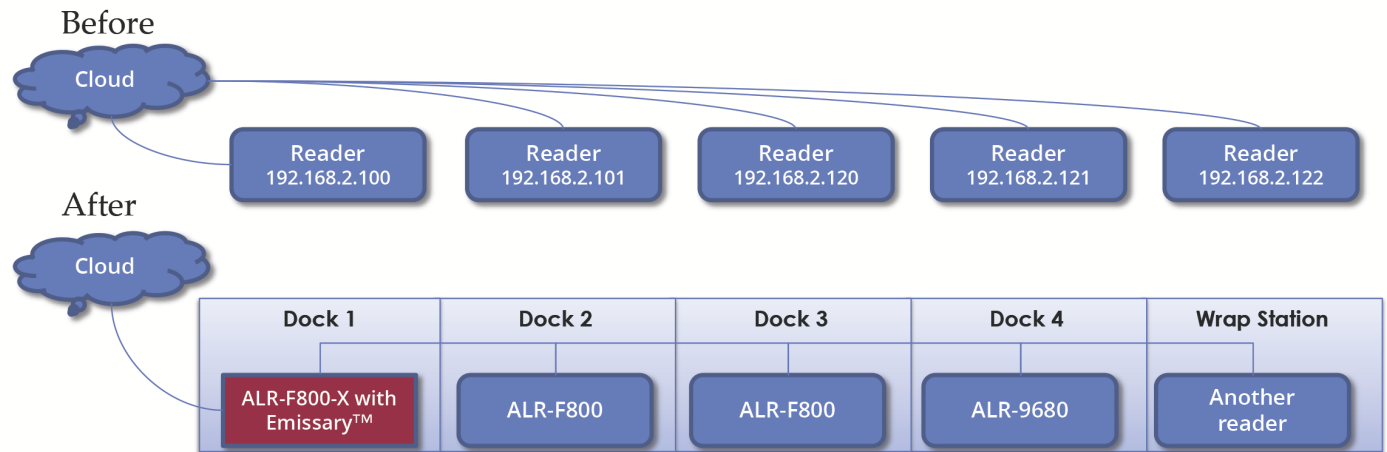 Before
Cloud
Reader
192.168.2.100
Reader
192.168.2.101
Reader
192.168.2.120
Reader
192.168.2.121
Reader
192.168.2.122
After
Cloud
Dock 1
Dock 2
Dock 3
Dock 4
Wrap Station
ALR-F800-X with
Emissary™
ALR-F800
ALR-F800
ALR-9680
Another
reader